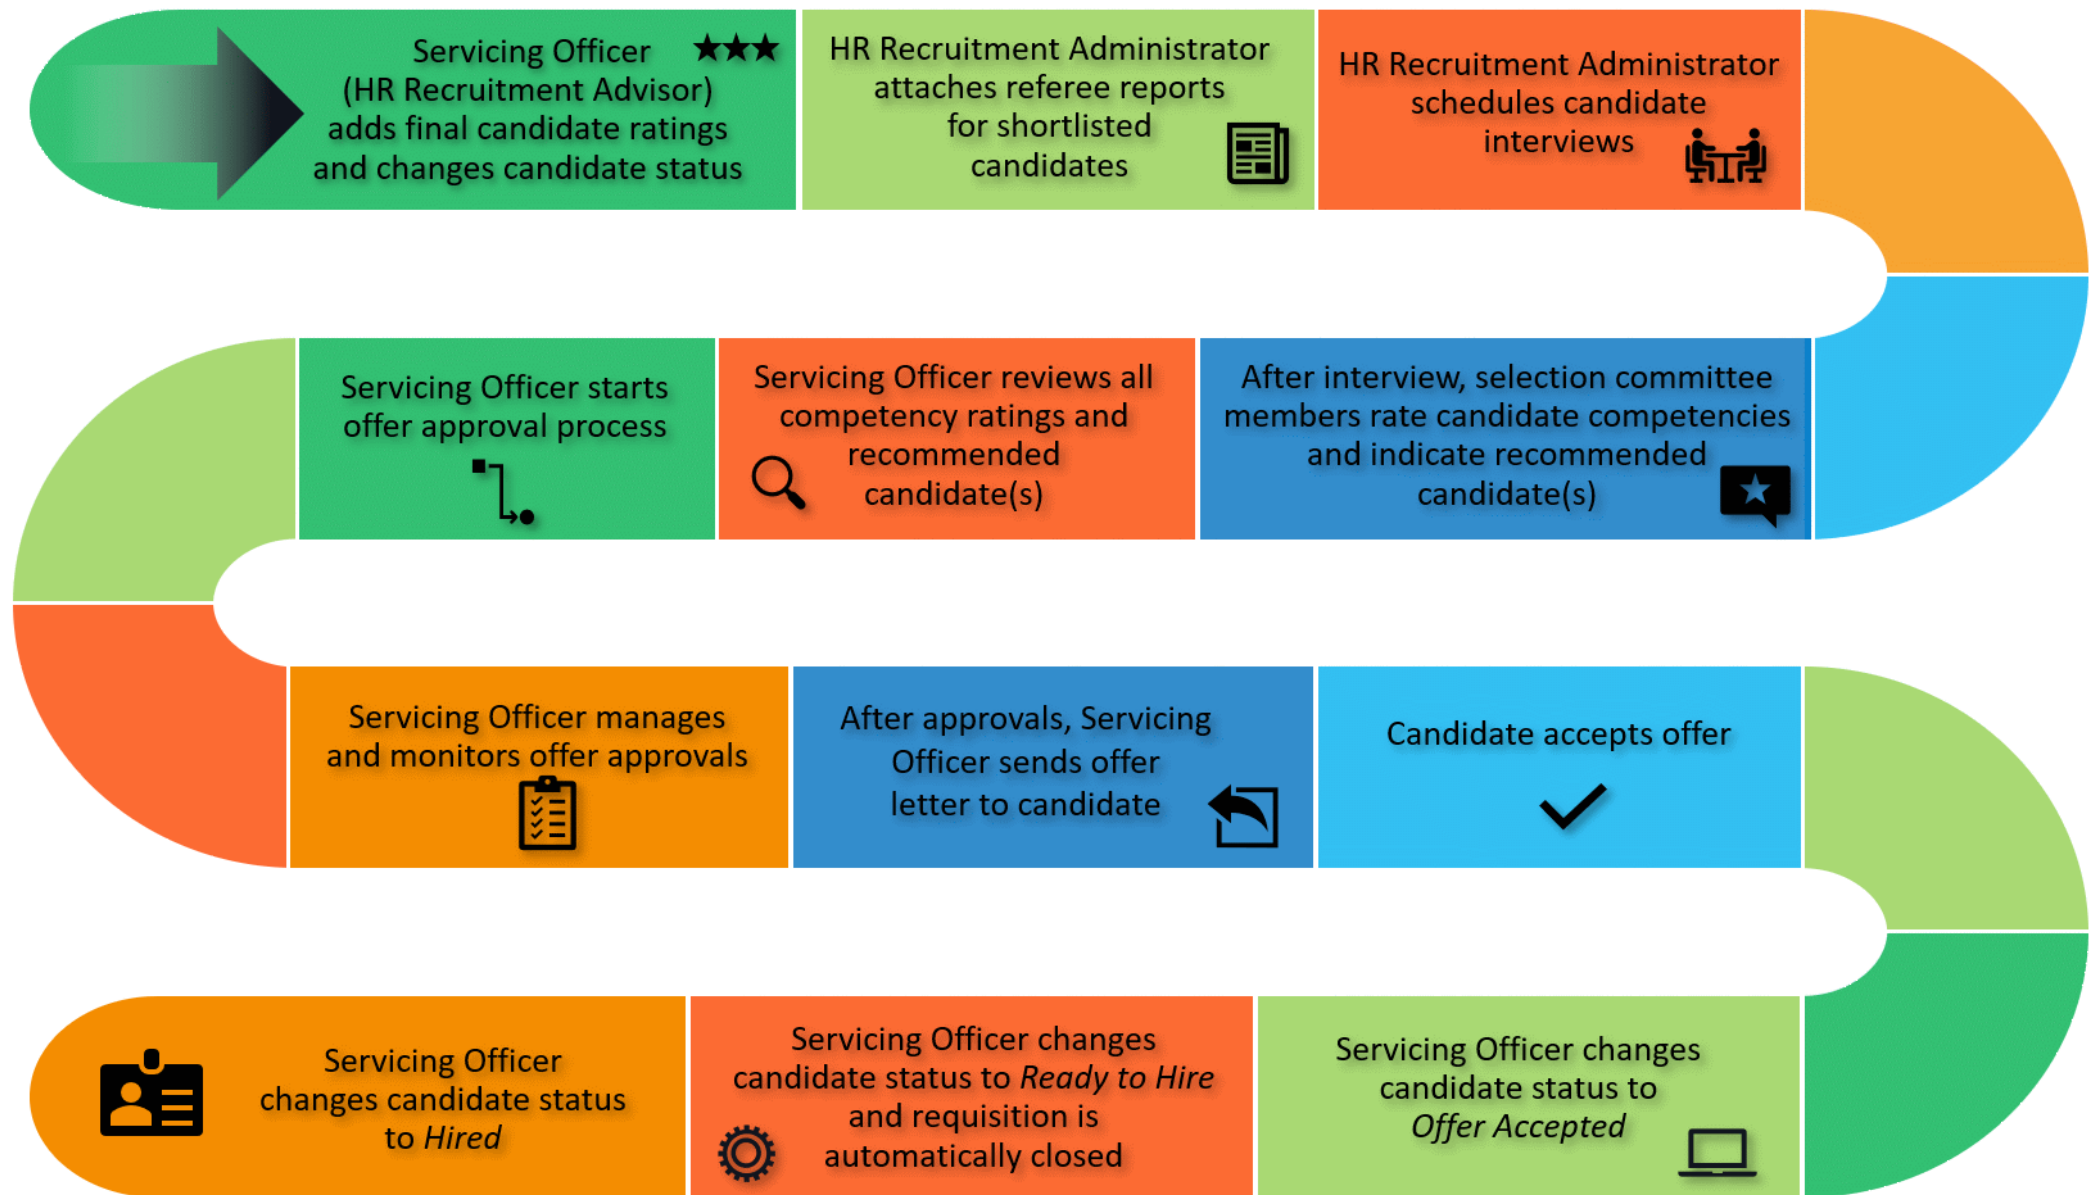 Servicing Officer
(HR Recruitment Advisor)
adds final candidate ratings
and changes candidate status
HR Recruitment Administrator
attaches referee reports
for shortlisted
candidates
HR Recruitment Administrator
schedules candidate
interviews
After interview, selection committee
members rate candidate competencies
and indicate recommended
candidate(s)
Servicing Officer reviews all
competency ratings and
recommended
candidate(s)
Servicing Officer starts
offer approval process
Servicing Officer manages
and monitors offer approvals
After approvals, Servicing
Officer sends offer
letter to candidate
Candidate accepts offer
Servicing Officer changes
candidate status to
Offer Accepted
Servicing Officer changes
candidate status to Ready to Hire
and requisition is
automatically closed
Servicing Officer
changes candidate status
to Hired